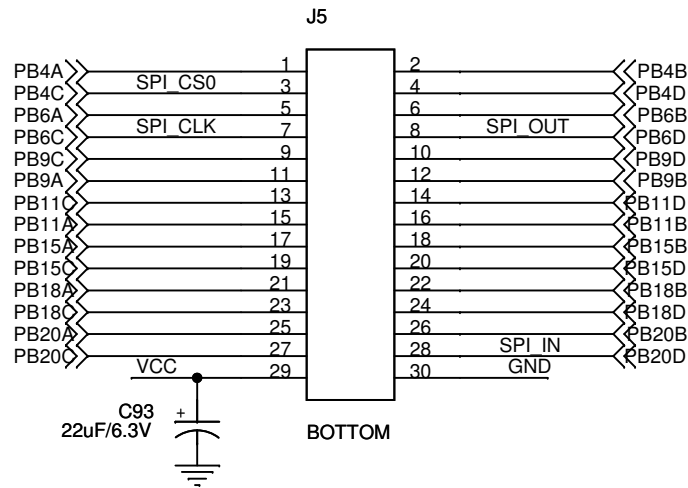 J5
1 2
PB4A PB4B
SPI_CS0 3 4
PB4C PB4D
5 6
PB6A PB6B
SPI_CLK 7 8 SPI_OUT
PB6C PB6D
9 10
PB9C PB9D
11 12
PB9A PB9B
13 14
PB11C PB11D
15 16
PB11A PB11B
17 18
PB15A PB15B
19 20
PB15C PB15D
21 22
PB18A PB18B
23 24
PB18C PB18D
25 26
PB20A PB20B
27 28 SPI_IN
PB20C PB20D
VCC 29 30 GND
C93 +
22uF/6.3V
BOTTOM